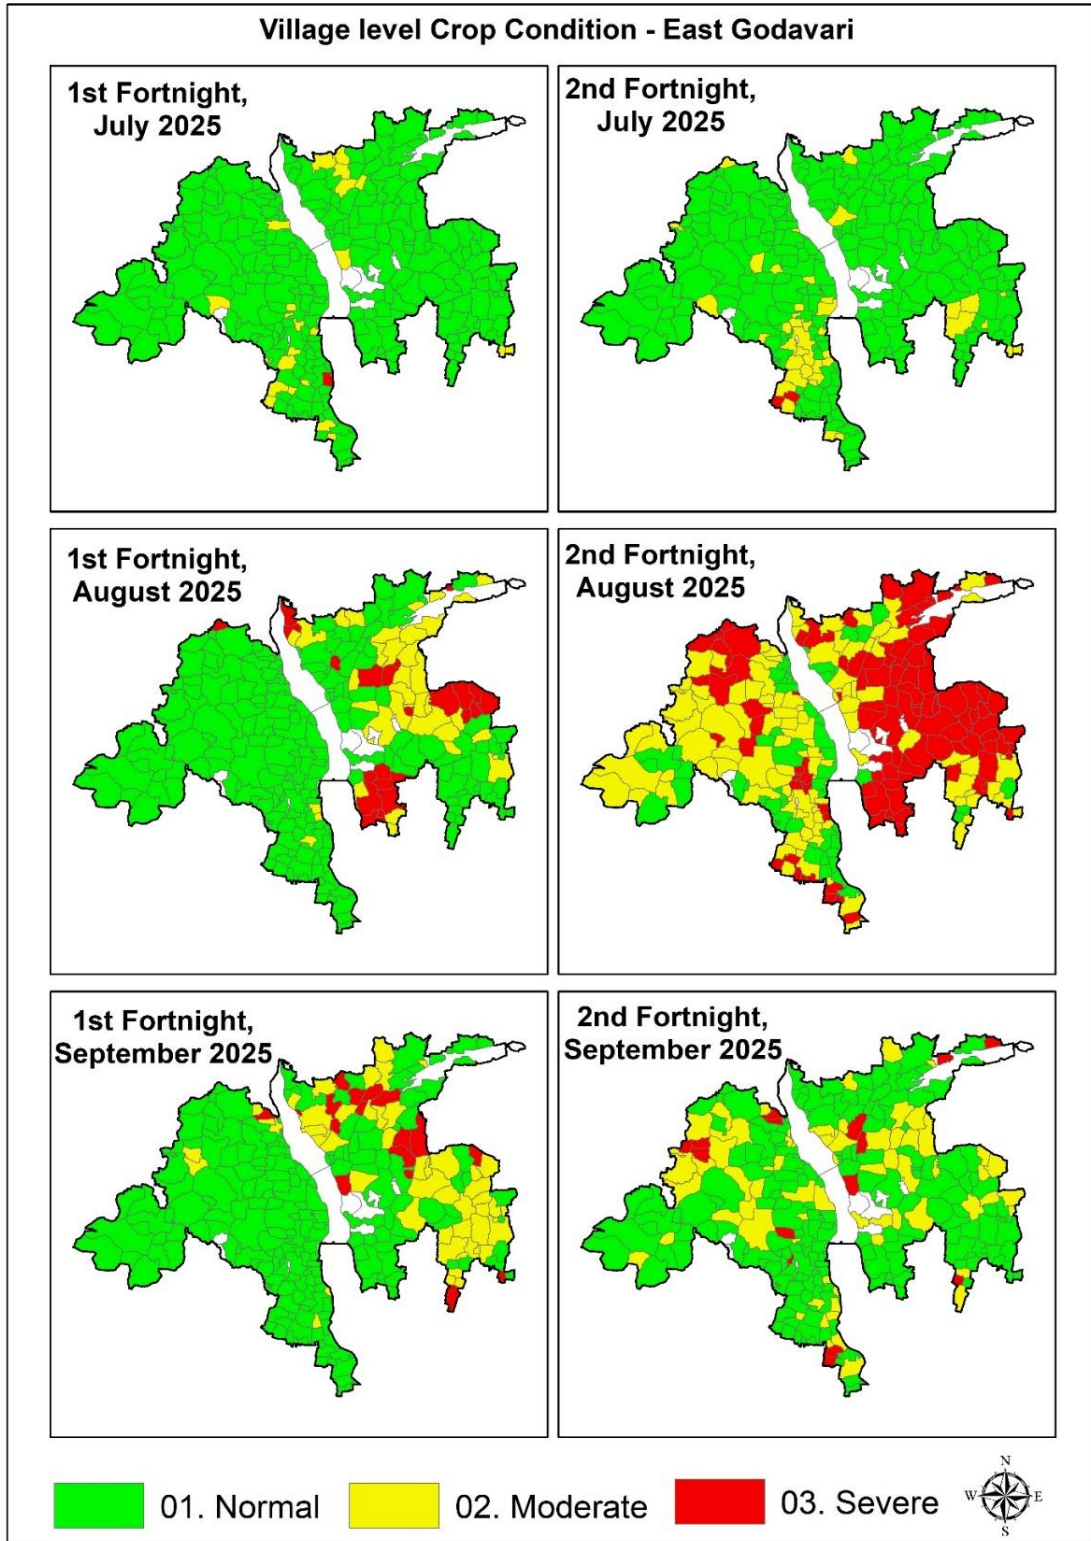 Village level Crop Condition - East Godavari
1st Fortnight,
July 2025
2nd Fortnight,
July 2025
1st Fortnight,
August 2025
2nd Fortnight,
August 2025
1st Fortnight,
September 2025
2nd Fortnight,
September 2025
01. Normal
02. Moderate
03. Severe
N
W E
S